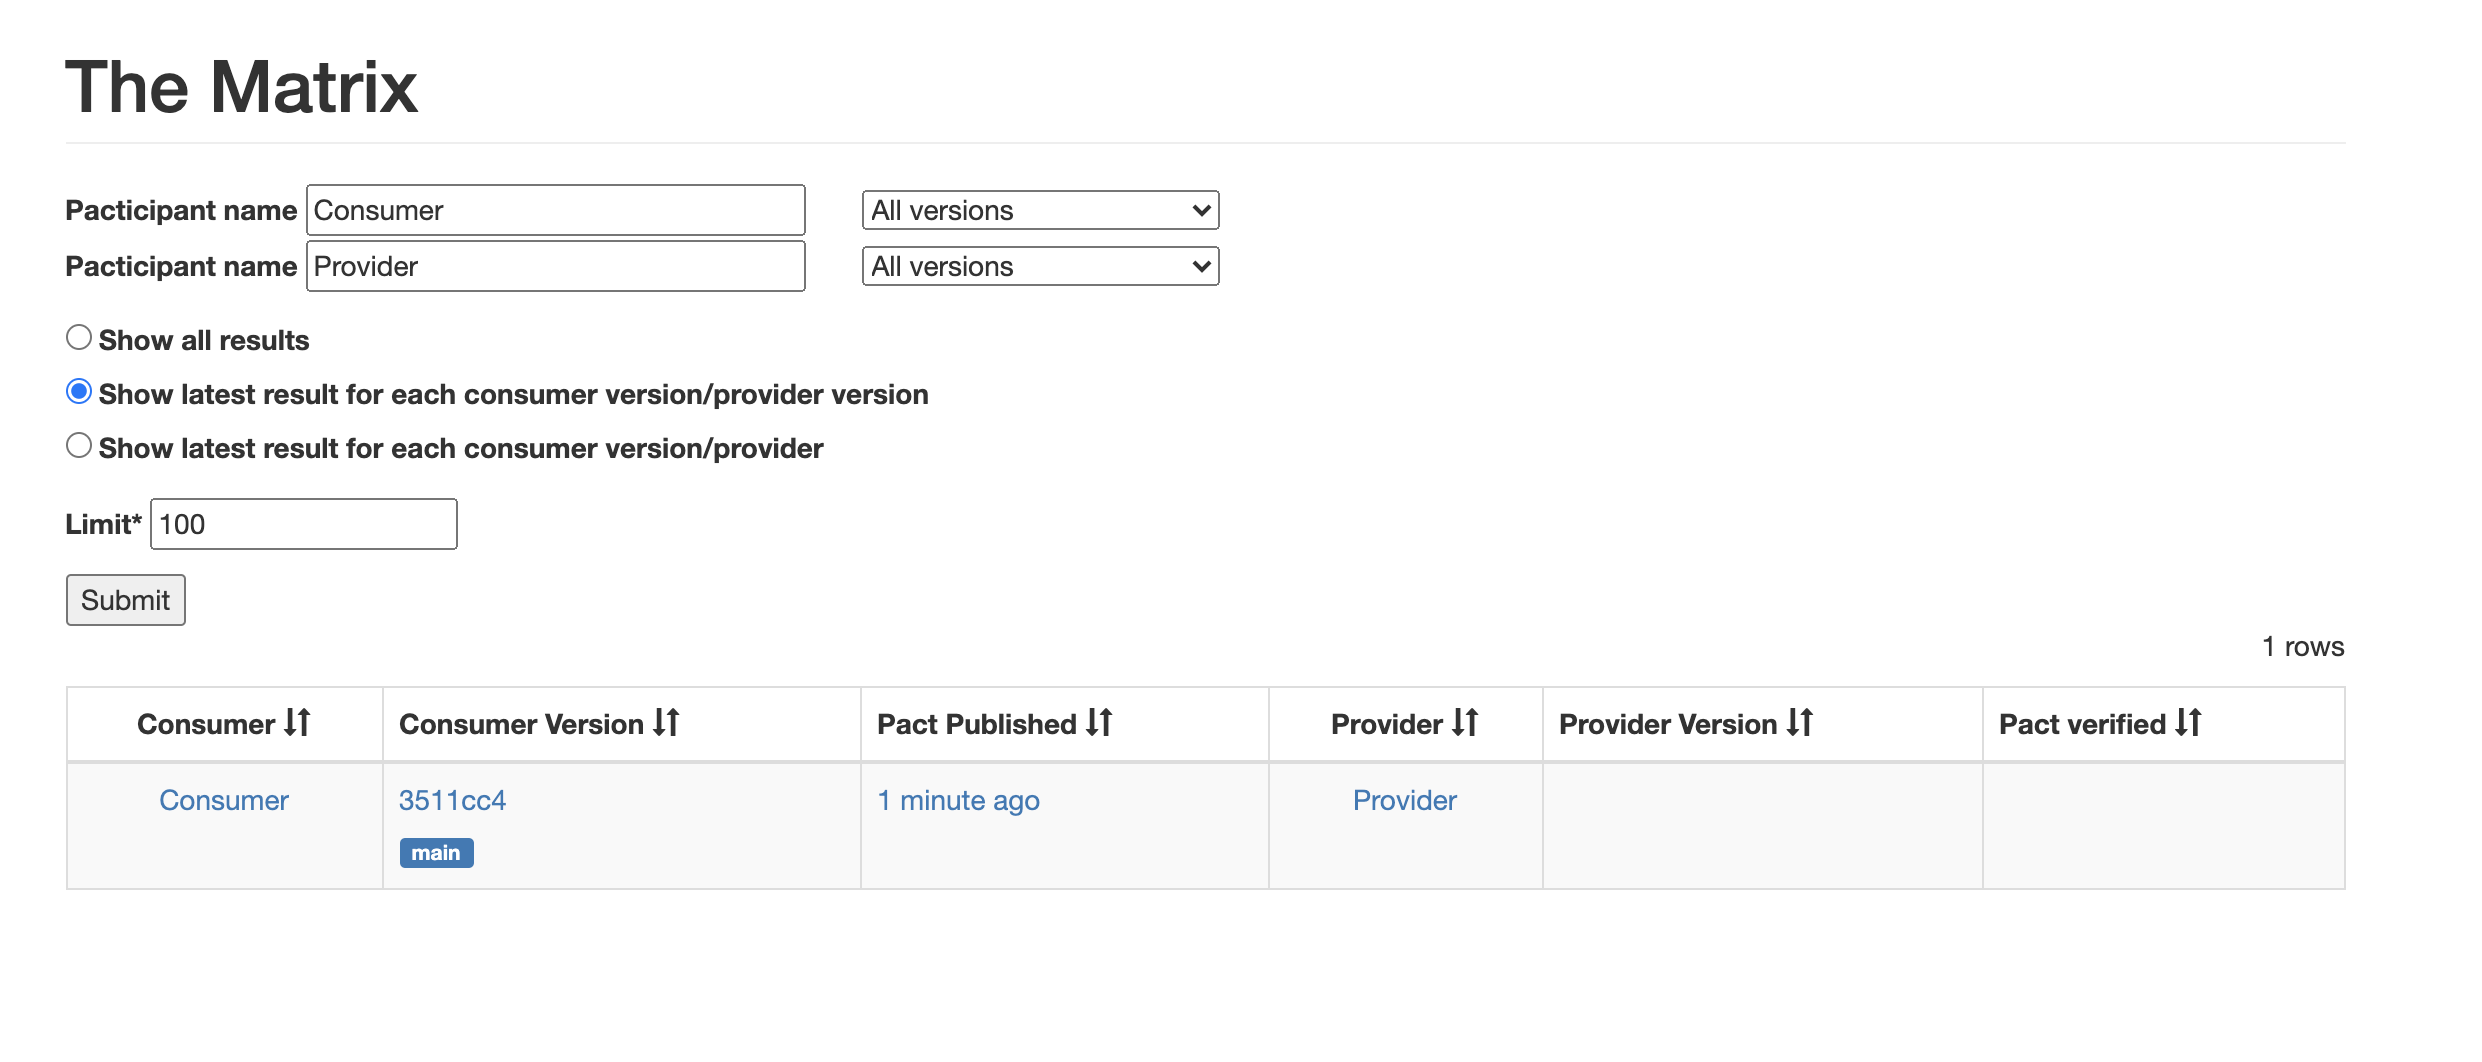 The Matrix
Pacticipant name Consumer All versions
Pacticipant name Provider All versions
Show all results
Show latest result for each consumer version/provider version
Show latest result for each consumer version/provider
Limit* 100
Submit
1 rows
Consumer Consumer Version Pact Published Provider Provider Version Pact verified
Consumer 3511cc4 1 minute ago Provider
main